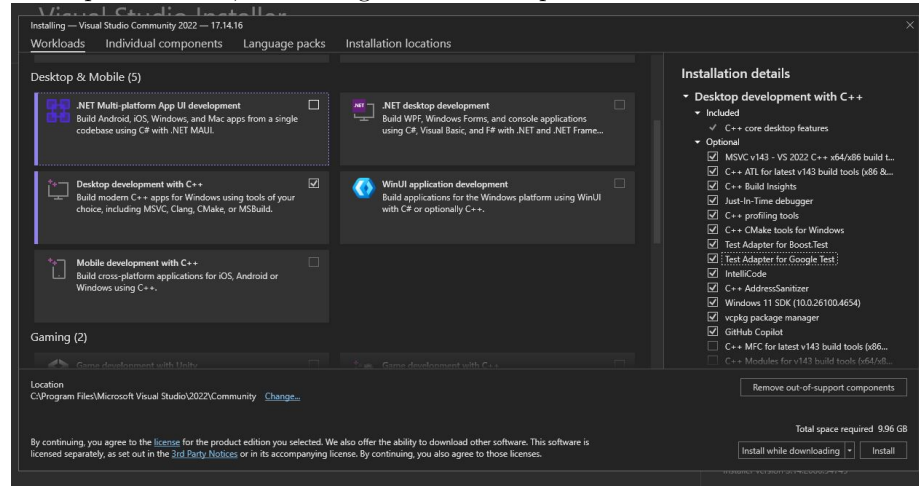 Visual Studio Installer
Installing — Visual Studio Community 2022 — 17.14.16
Workloads
Individual components
Language packs
Installation locations
Desktop & Mobile (5)
.NET Multi-platform App UI development
Build Android, iOS, Windows, and Mac apps from a single
codebase using C# with .NET MAUI.
.NET desktop development
Build WPF, Windows Forms, and console applications
using C#, Visual Basic, and F# with .NET and .NET Frame...
Desktop development with C++
Build modern C++ apps for Windows using tools of your
choice, including MSVC, Clang, CMake, or MSBuild.
WinUI application development
Build applications for the Windows platform using WinUI
with C# or optionally C++.
Mobile development with C++
Build cross-platform applications for iOS, Android or
Windows using C++.
Gaming (2)
Game development with Unity
Game development with C++
Installation details
Desktop development with C++
Included
C++ core desktop features
Optional
MSVC v143 - VS 2022 C++ x64/x86 build t...
C++ ATL for latest v143 build tools (x86 &...
C++ Build Insights
Just-In-Time debugger
C++ profiling tools
C++ CMake tools for Windows
Test Adapter for Boost.Test
Test Adapter for Google Test
IntelliCode
C++ AddressSanitizer
Windows 11 SDK (10.0.26100.4654)
vcpkg package manager
GitHub Copilot
C++ MFC for latest v143 build tools (x86...
C++ Modules for v143 build tools (x64/x8...
Location
C:\Program Files\Microsoft Visual Studio\2022\Community Change...
Remove out-of-support components
Total space required 9.96 GB
By continuing, you agree to the license for the product edition you selected. We also offer the ability to download other software. This software is
licensed separately, as set out in the 3rd Party Notices or in its accompanying license. By continuing, you also agree to those licenses.
Install while downloading
Install